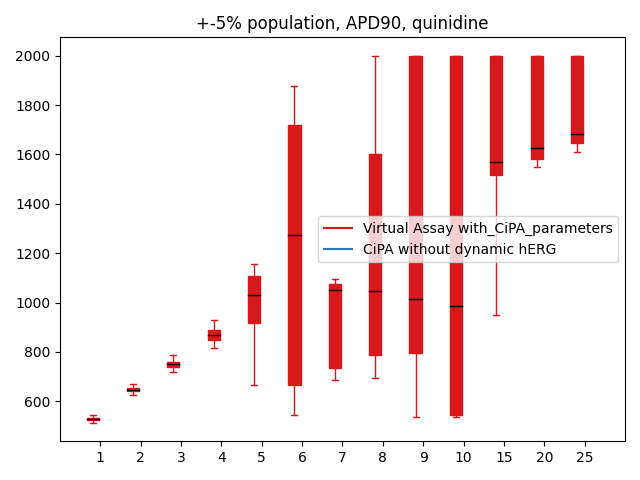 +-5% population, APD90, quinidine
2000
1800
1600
1400
1200
1000
800
600
Virtual Assay with_CiPA_parameters
CiPA without dynamic hERG
1 2 3 4 5 6 7 8 9 10 15 20 25